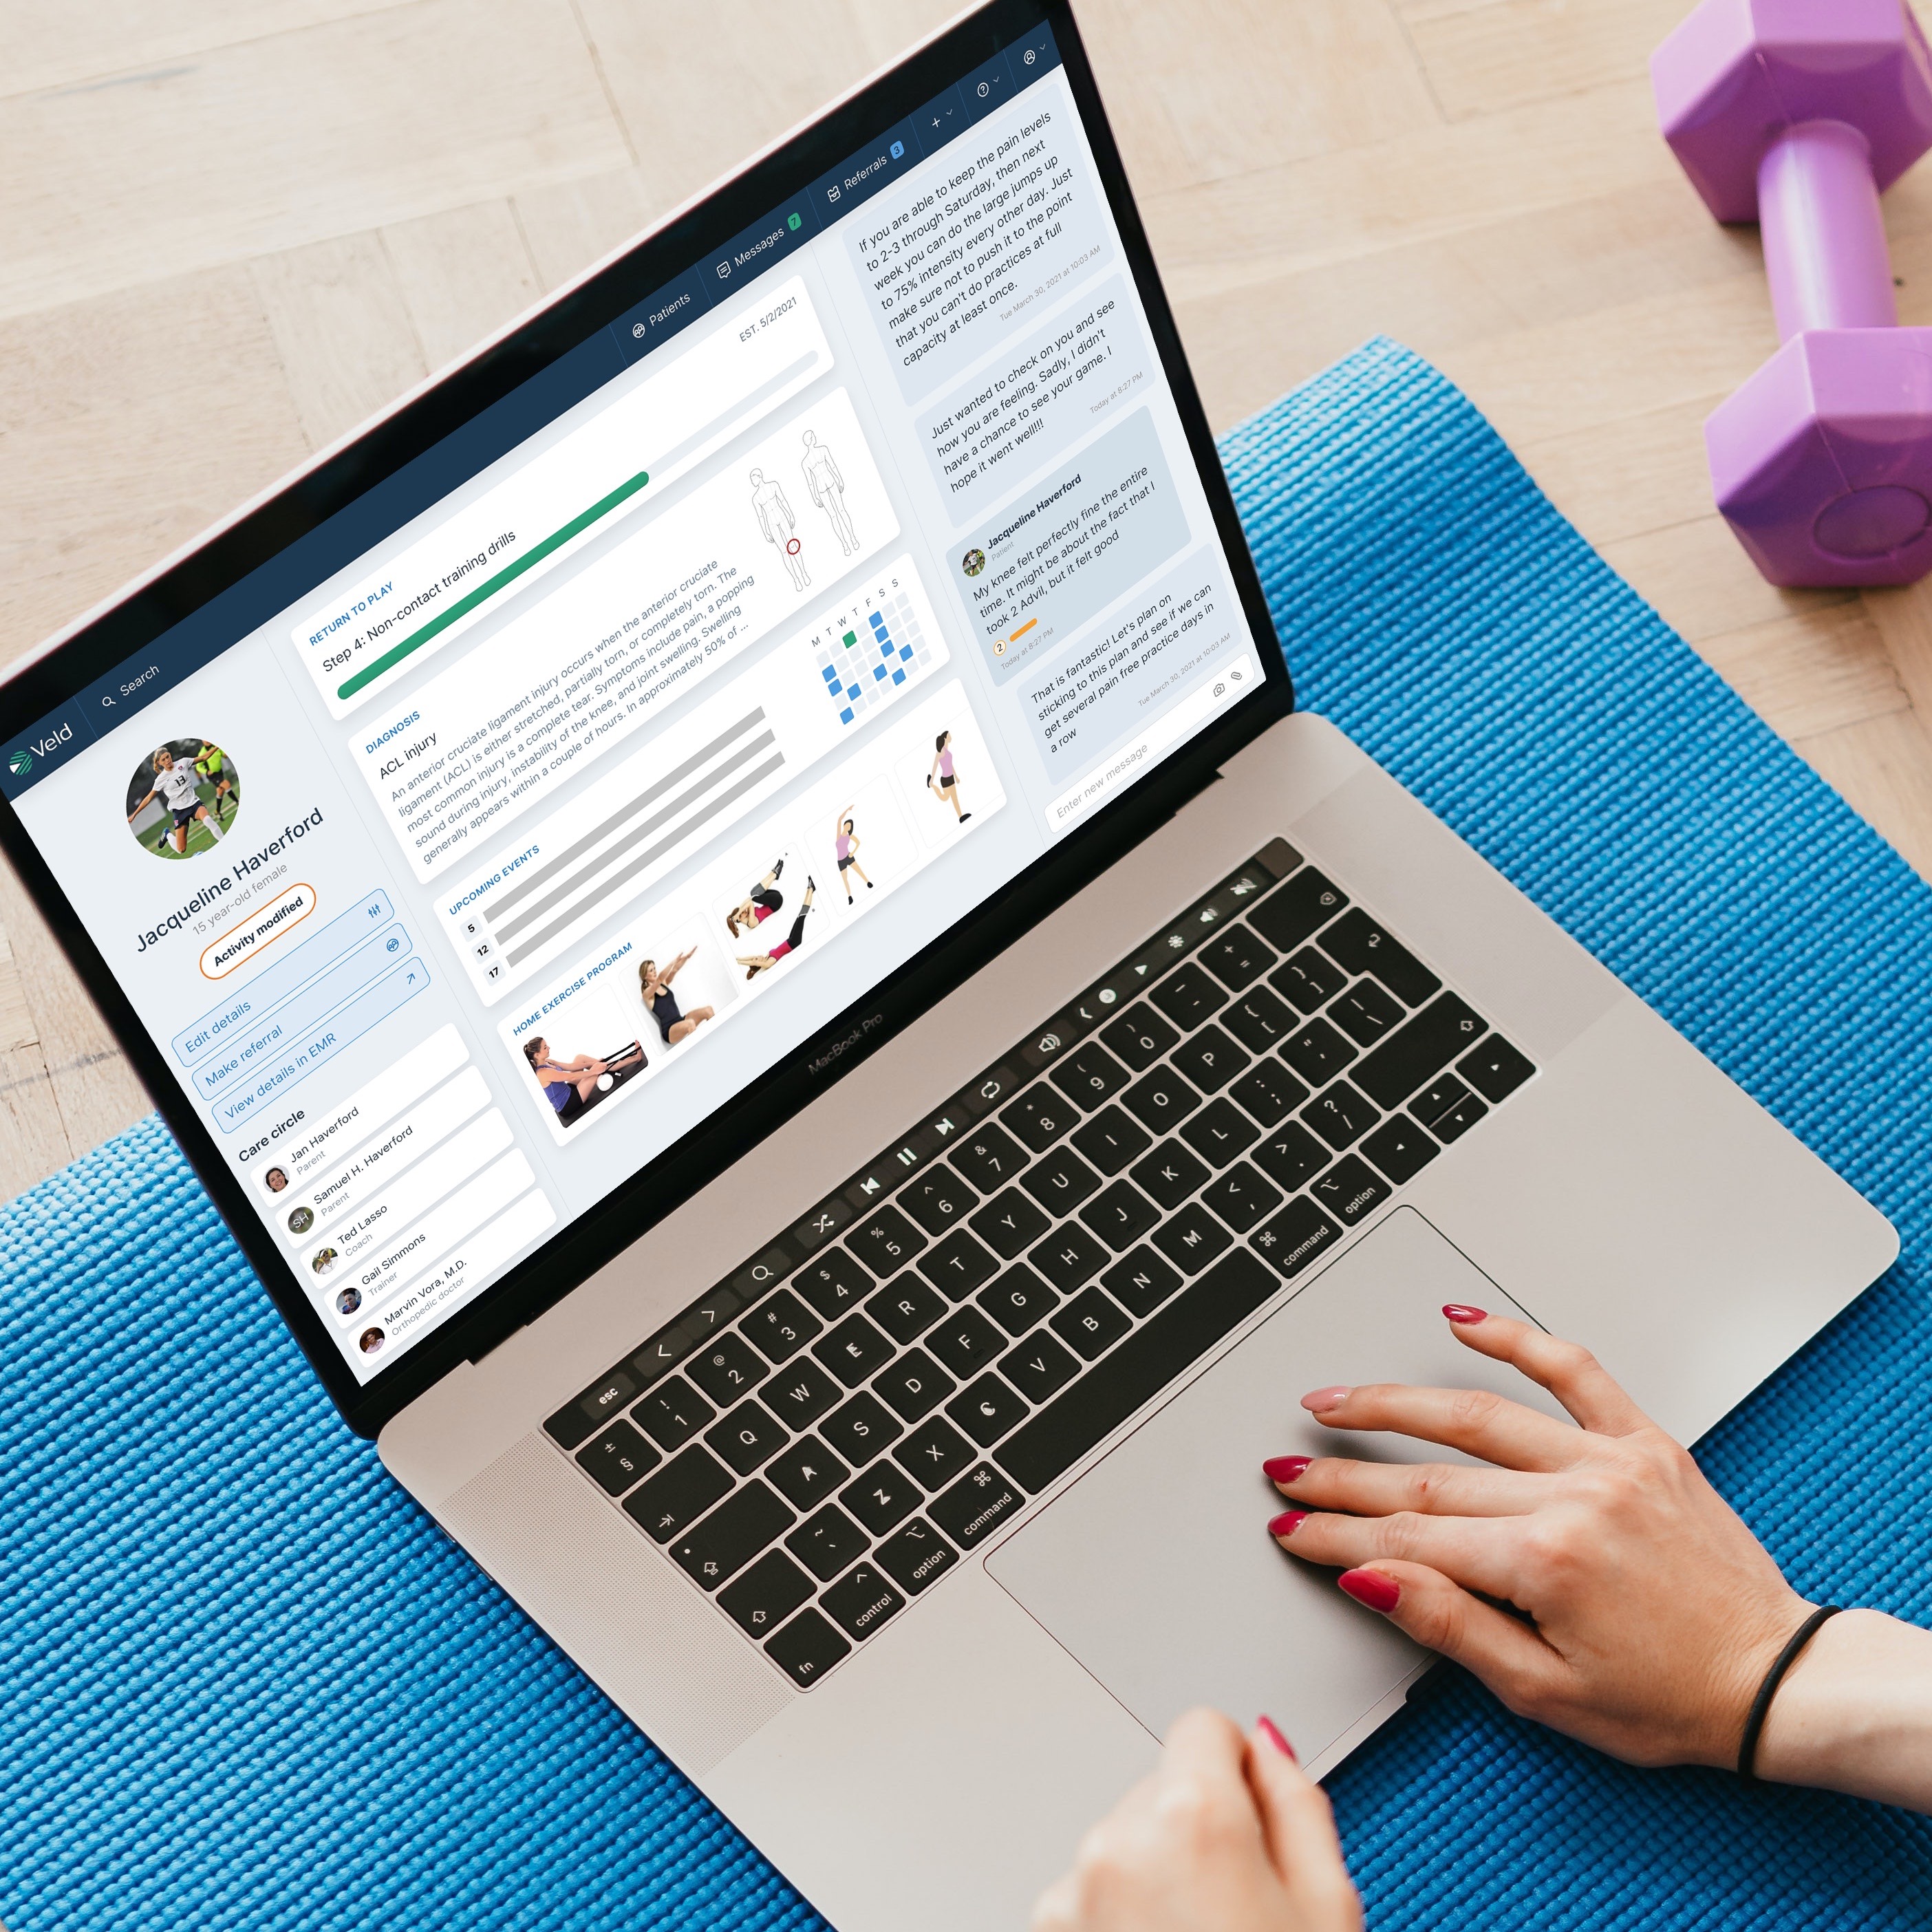 Veld
Search
Patients
Messages 7
Referrals 3
+
?
Jacqueline Haverford
15 year-old female
Activity modified
Edit details
Make referral
View details in EMR
Care circle
Jan Haverford
Parent
SH
Samuel H. Haverford
Parent
Ted Lasso
Coach
Gail Simmons
Trainer
Marvin Vora, M.D.
Orthopedic doctor
RETURN TO PLAY
EST. 5/2/2021
Step 4: Non-contact training drills
DIAGNOSIS
ACL injury
An anterior cruciate ligament injury occurs when the anterior cruciate
ligament (ACL) is either stretched, partially torn, or completely torn. The
most common injury is a complete tear. Symptoms include pain, a popping
sound during injury, instability of the knee, and joint swelling. Swelling
generally appears within a couple of hours. In approximately 50% of ...
UPCOMING EVENTS
5
12
17
M T W T F S S
HOME EXERCISE PROGRAM
If you are able to keep the pain levels
to 2-3 through Saturday, then next
week you can do the large jumps up
to 75% intensity every other day. Just
make sure not to push it to the point
that you can't do practices at full
capacity at least once.
Tue March 30, 2021 at 10:03 AM
Just wanted to check on you and see
how you are feeling. Sadly, I didn't
have a chance to see your game. I
hope it went well!!!
Today at 8:27 PM
Jacqueline Haverford
Patient
My knee felt perfectly fine the entire
time. It might be about the fact that I
took 2 Advil, but it felt good
2
Today at 8:27 PM
That is fantastic! Let's plan on
sticking to this plan and see if we can
get several pain free practice days in
a row
Tue March 30, 2021 at 10:03 AM
Enter new message
MacBook Pro
esc
± § ! 1 @ 2 # 3 $ 4 % 5 ^ 6 & 7 * 8 ( 9 ) 0 _ - + =
Q W E R T Y U I O P { [ } ]
A S D F G H J K L : ; " ' | \
~ ` Z X C V B N M < , > . ? /
fn ^ control option ⌘ command ⌘ command option